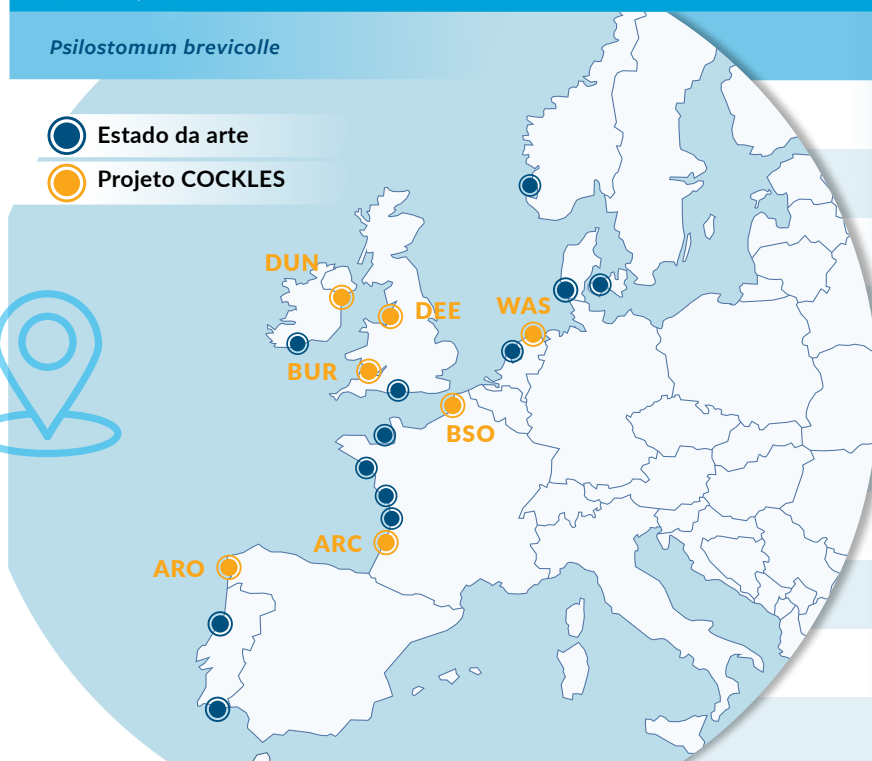 Psilostomum brevicolle
Estado da arte
Projeto COCKLES
DUN
DEE
WAS
BUR
BSO
ARC
ARO